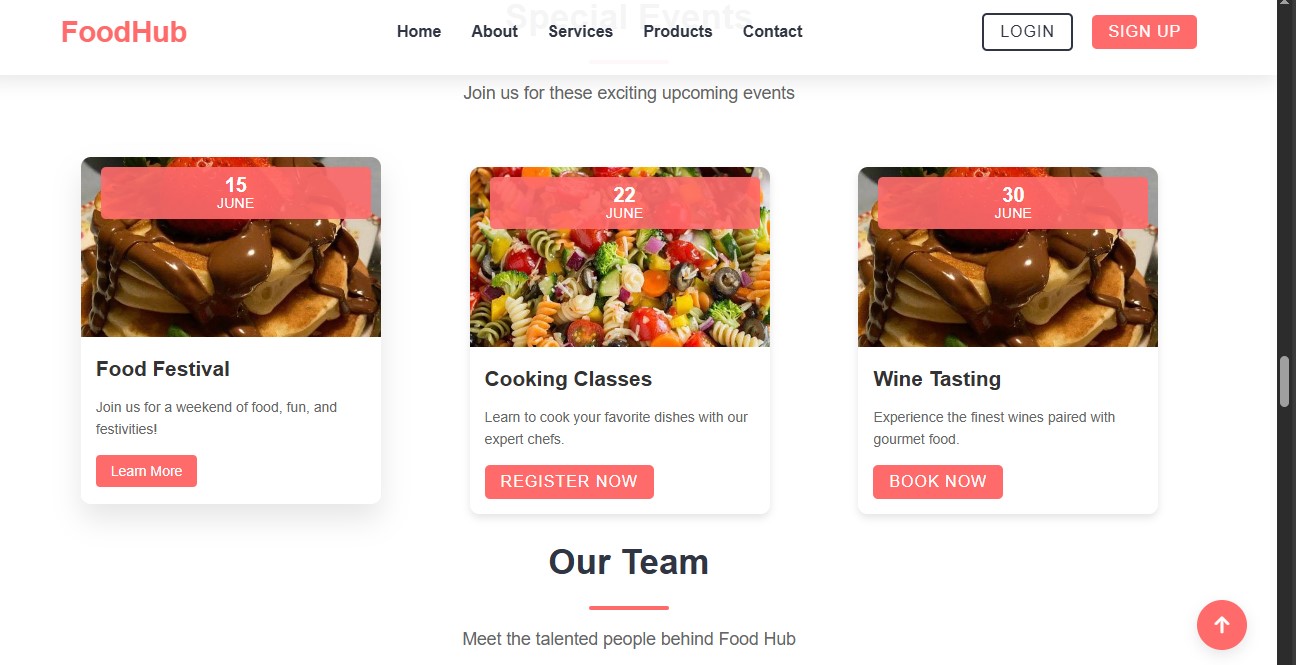 Special Events
FoodHub
Home
About
Services
Products
Contact
LOGIN
SIGN UP
Join us for these exciting upcoming events
15
JUNE
Food Festival
Join us for a weekend of food, fun, and
festivities!
Learn More
22
JUNE
Cooking Classes
Learn to cook your favorite dishes with our
expert chefs.
REGISTER NOW
30
JUNE
Wine Tasting
Experience the finest wines paired with
gourmet food.
BOOK NOW
Our Team
Meet the talented people behind Food Hub